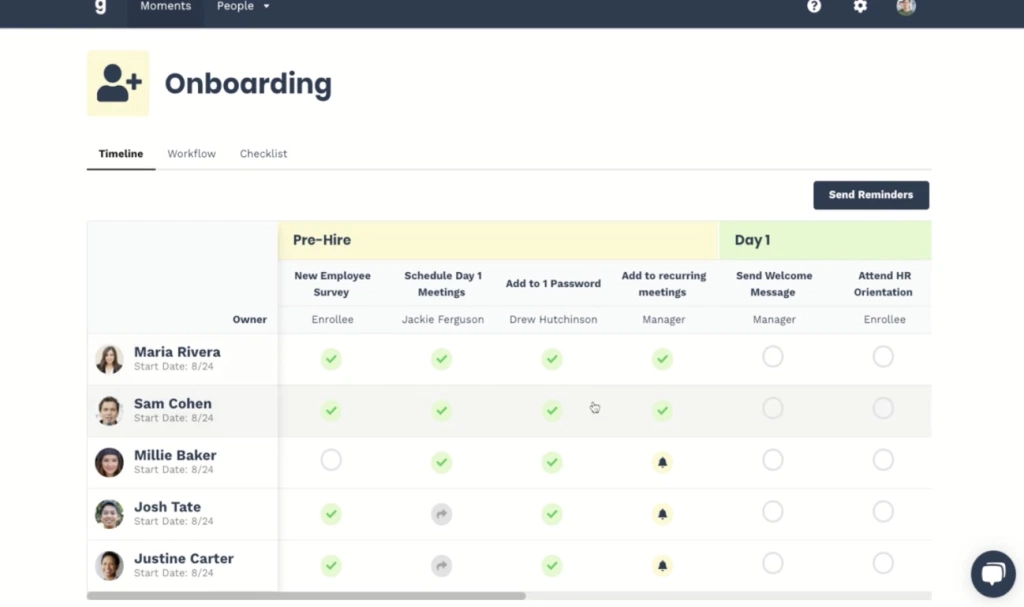 g Moments People
Onboarding
Timeline Workflow Checklist
Send Reminders
Pre-Hire Day 1
New Employee Survey Schedule Day 1 Meetings Add to 1 Password Add to recurring meetings Send Welcome Message Attend HR Orientation
Owner Enrollee Jackie Ferguson Drew Hutchinson Manager Manager Enrollee
Maria Rivera
Start Date: 8/24
Sam Cohen
Start Date: 8/24
Millie Baker
Start Date: 8/24
Josh Tate
Start Date: 8/24
Justine Carter
Start Date: 8/24